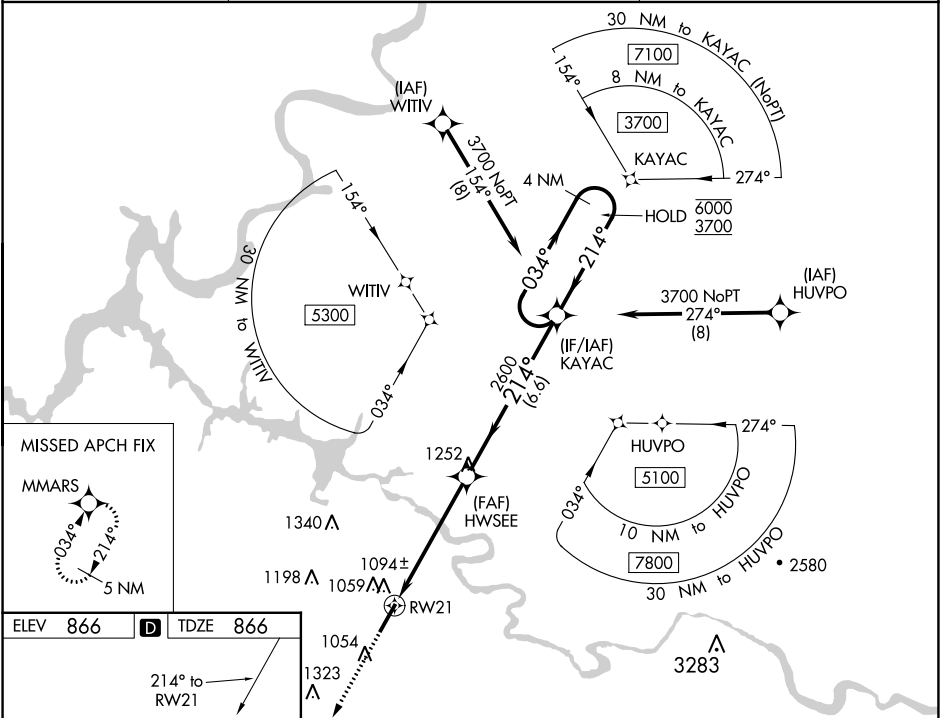 30 NM to KAYAC (NoPT)
7100
154°
8 NM to KAYAC
3700
KAYAC
274°
(IAF)
WITIV
3700 NoPT
154°
(8)
4 NM
HOLD 6000
3700
034°
214°
154°
30 NM to WITIV
WITIV
5300
034°
(IAF)
HUVPO
3700 NoPT
274°
(8)
(IF/IAF)
KAYAC
2600
214°
(6.6)
274°
HUVPO
5100
034°
10 NM to HUVPO
7800
30 NM to HUVPO
2580
MISSED APCH FIX
MMARS
034°
214°
5 NM
1252
(FAF)
HWSEE
1340
1094±
1198
1059
RW21
ELEV 866 D TDZE 866
1054
3283
214° to
RW21
1323